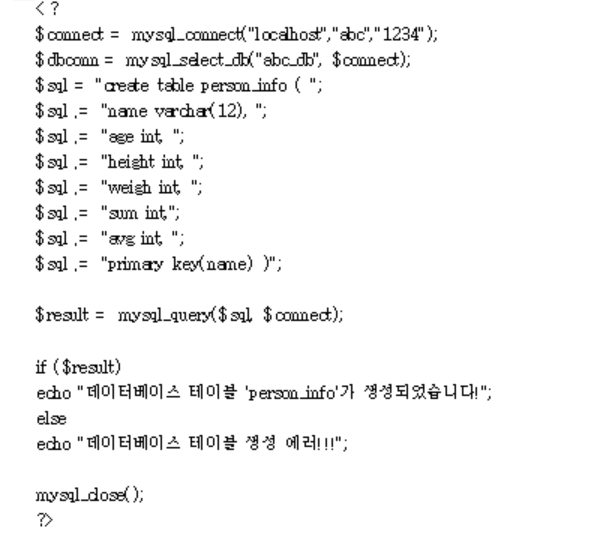 <?
$connect = mysql_connect("localhost","abc","1234");
$dbconn = mysql_select_db("abc_db", $connect);
$sql = "create table person_info ( ";
$sql .= "name varchar(12), ";
$sql .= "age int, ";
$sql .= "height int, ";
$sql .= "weigh int, ";
$sql .= "sum int,";
$sql .= "avg int, ";
$sql .= "primary key(name) )";
$result = mysql_query($sql, $connect);
if ($result)
echo "데이터베이스 테이블 'person_info'가 생성되었습니다!";
else
echo "데이터베이스 테이블 생성 에러!!!";
mysql_close();
?>